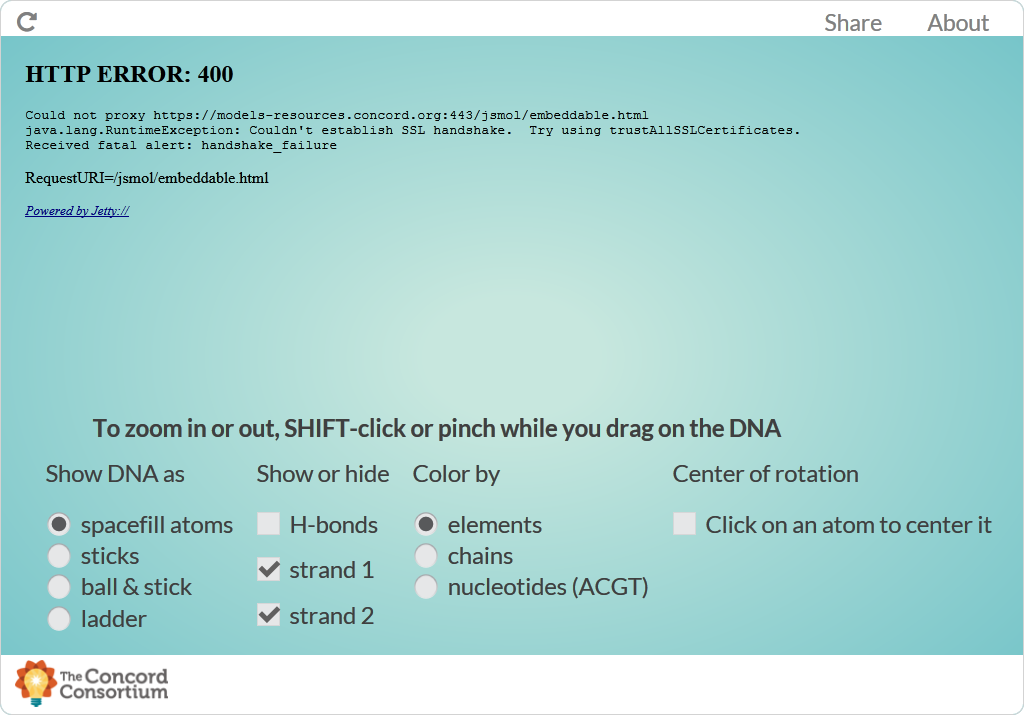 Share About
HTTP ERROR: 400
Could not proxy https://models-resources.concord.org:443/jsmol/embeddable.html
java.lang.RuntimeException: Couldn't establish SSL handshake.  Try using trustAllSSLCertificates.
Received fatal alert: handshake_failure
RequestURI=/jsmol/embeddable.html
Powered by Jetty://
To zoom in or out, SHIFT-click or pinch while you drag on the DNA
Show DNA as
spacefill atoms
sticks
ball & stick
ladder
Show or hide
H-bonds
strand 1
strand 2
Color by
elements
chains
nucleotides (ACGT)
Center of rotation
Click on an atom to center it
The Concord
Consortium